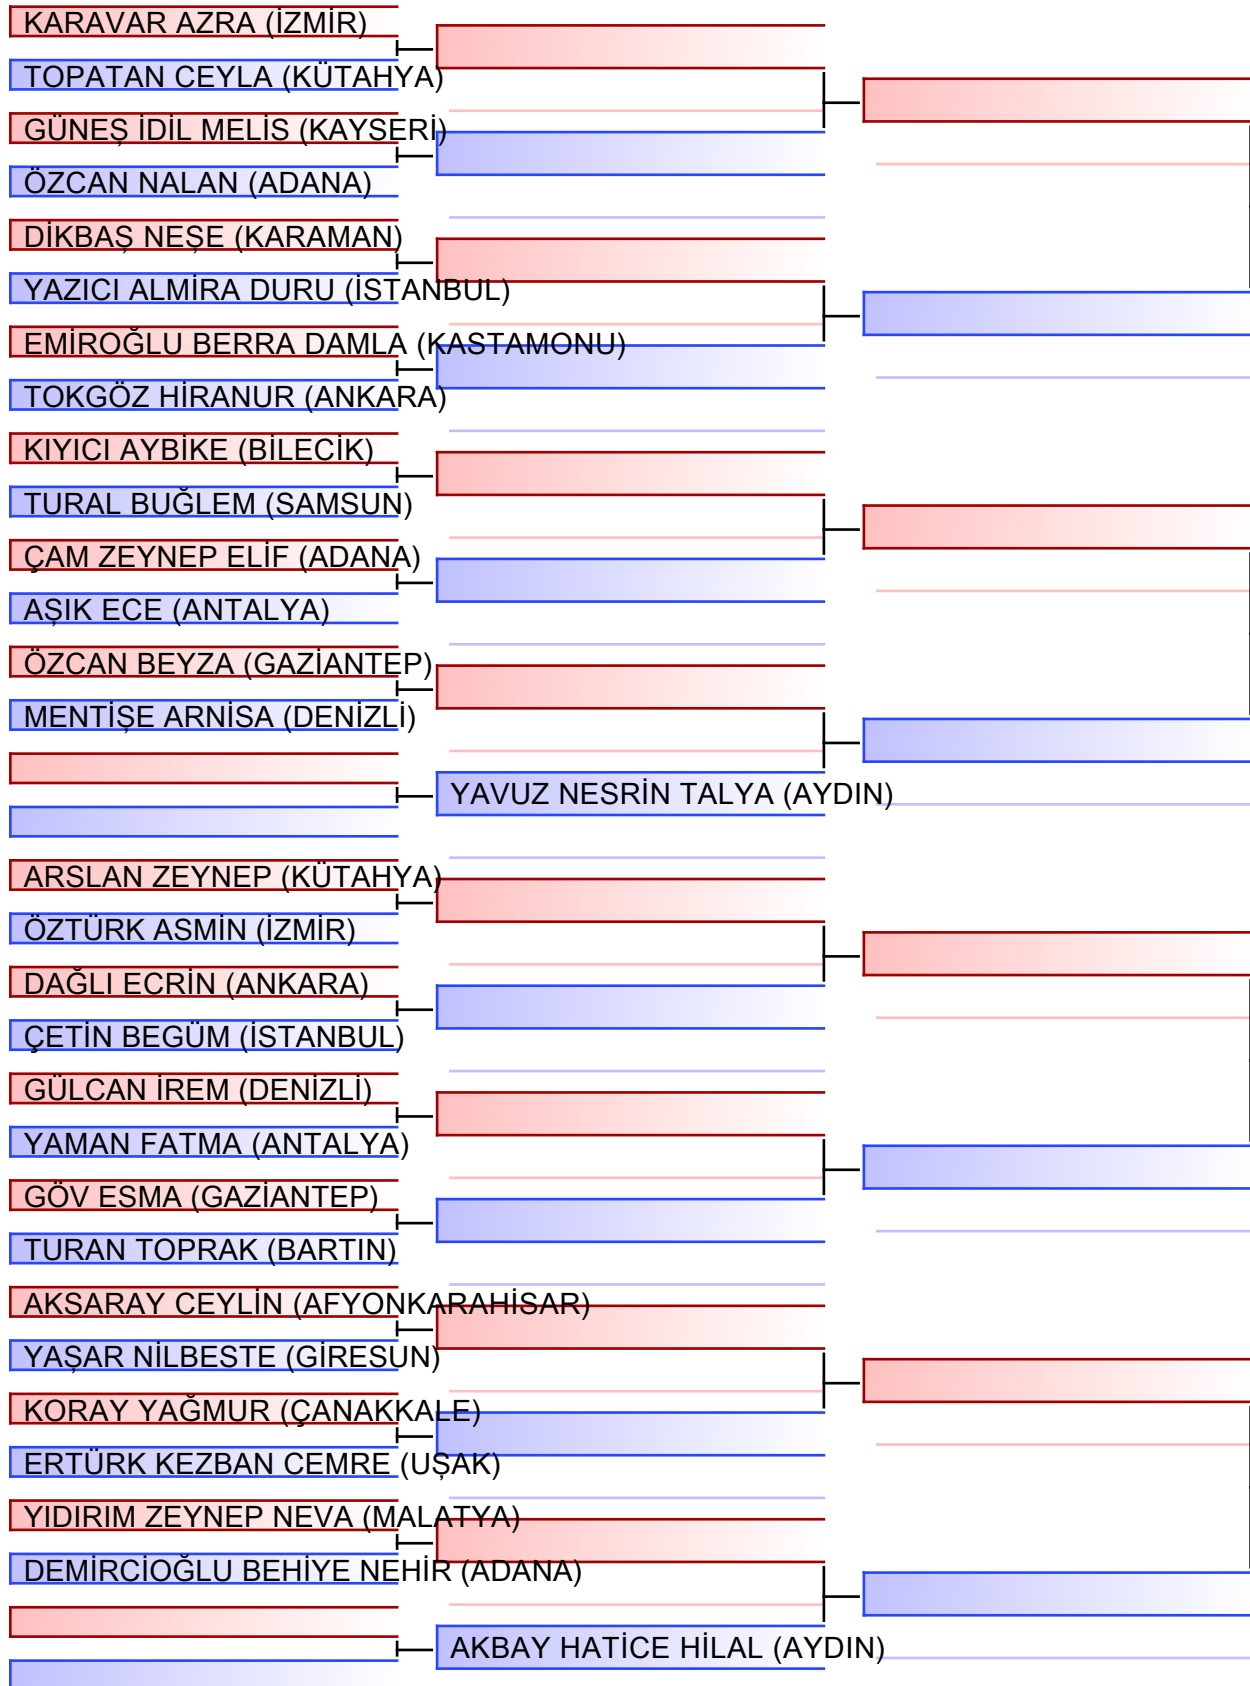 KARAVAR AZRA (İZMİR)
TOPATAN CEYLA (KÜTAHYA)
GÜNEŞ İDİL MELİS (KAYSERİ)
ÖZCAN NALAN (ADANA)
DİKBAŞ NEŞE (KARAMAN)
YAZICI ALMİRA DURU (İSTANBUL)
EMİROĞLU BERRA DAMLA (KASTAMONU)
TOKGÖZ HİRANUR (ANKARA)
KIYICI AYBİKE (BİLECİK)
TURAL BUĞLEM (SAMSUN)
ÇAM ZEYNEP ELİF (ADANA)
AŞIK ECE (ANTALYA)
ÖZCAN BEYZA (GAZİANTEP)
MENTİŞE ARNİSA (DENİZLİ)
YAVUZ NESRİN TALYA (AYDIN)
ARSLAN ZEYNEP (KÜTAHYA)
ÖZTÜRK ASMİN (İZMİR)
DAĞLI ECRİN (ANKARA)
ÇETİN BEGÜM (İSTANBUL)
GÜLCAN İREM (DENİZLİ)
YAMAN FATMA (ANTALYA)
GÖV ESMA (GAZİANTEP)
TURAN TOPRAK (BARTIN)
AKSARAY CEYLİN (AFYONKARAHİSAR)
YAŞAR NİLBESTE (GİRESUN)
KORAY YAĞMUR (ÇANAKKALE)
ERTÜRK KEZBAN CEMRE (UŞAK)
YIDIRIM ZEYNEP NEVA (MALATYA)
DEMİRCİOĞLU BEHİYE NEHİR (ADANA)
AKBAY HATİCE HİLAL (AYDIN)